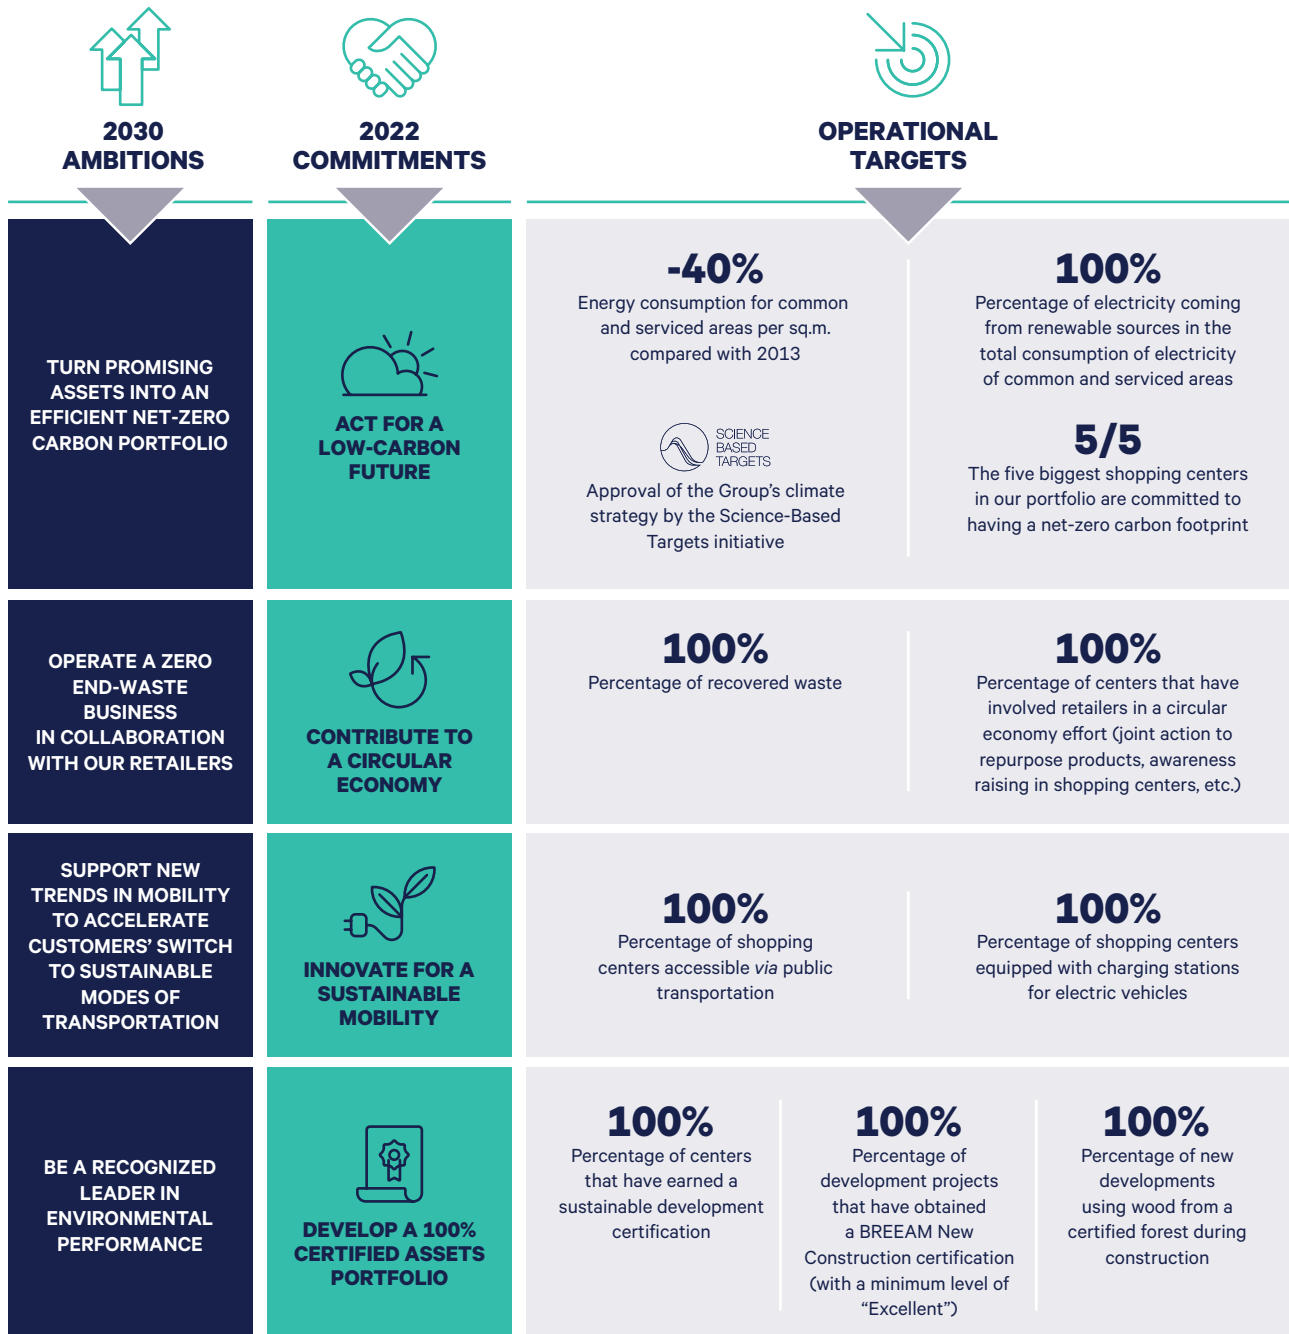 2030
AMBITIONS
2022
COMMITMENTS
OPERATIONAL
TARGETS
TURN PROMISING
ASSETS INTO AN
EFFICIENT NET-ZERO
CARBON PORTFOLIO
ACT FOR A
LOW-CARBON
FUTURE
-40%
Energy consumption for common
and serviced areas per sq.m.
compared with 2013
SCIENCE
BASED
TARGETS
Approval of the Group’s climate
strategy by the Science-Based
Targets initiative
100%
Percentage of electricity coming
from renewable sources in the
total consumption of electricity
of common and serviced areas
5/5
The five biggest shopping centers
in our portfolio are committed to
having a net-zero carbon footprint
OPERATE A ZERO
END-WASTE
BUSINESS
IN COLLABORATION
WITH OUR RETAILERS
CONTRIBUTE TO
A CIRCULAR
ECONOMY
100%
Percentage of recovered waste
100%
Percentage of centers that have
involved retailers in a circular
economy effort (joint action to
repurpose products, awareness
raising in shopping centers, etc.)
SUPPORT NEW
TRENDS IN MOBILITY
TO ACCELERATE
CUSTOMERS’ SWITCH
TO SUSTAINABLE
MODES OF
TRANSPORTATION
INNOVATE FOR A
SUSTAINABLE
MOBILITY
100%
Percentage of shopping
centers accessible via public
transportation
100%
Percentage of shopping centers
equipped with charging stations
for electric vehicles
BE A RECOGNIZED
LEADER IN
ENVIRONMENTAL
PERFORMANCE
DEVELOP A 100%
CERTIFIED ASSETS
PORTFOLIO
100%
Percentage of centers
that have earned a
sustainable development
certification
100%
Percentage of
development projects
that have obtained
a BREEAM New
Construction certification
(with a minimum level of
“Excellent”)
100%
Percentage of new
developments
using wood from a
certified forest during
construction